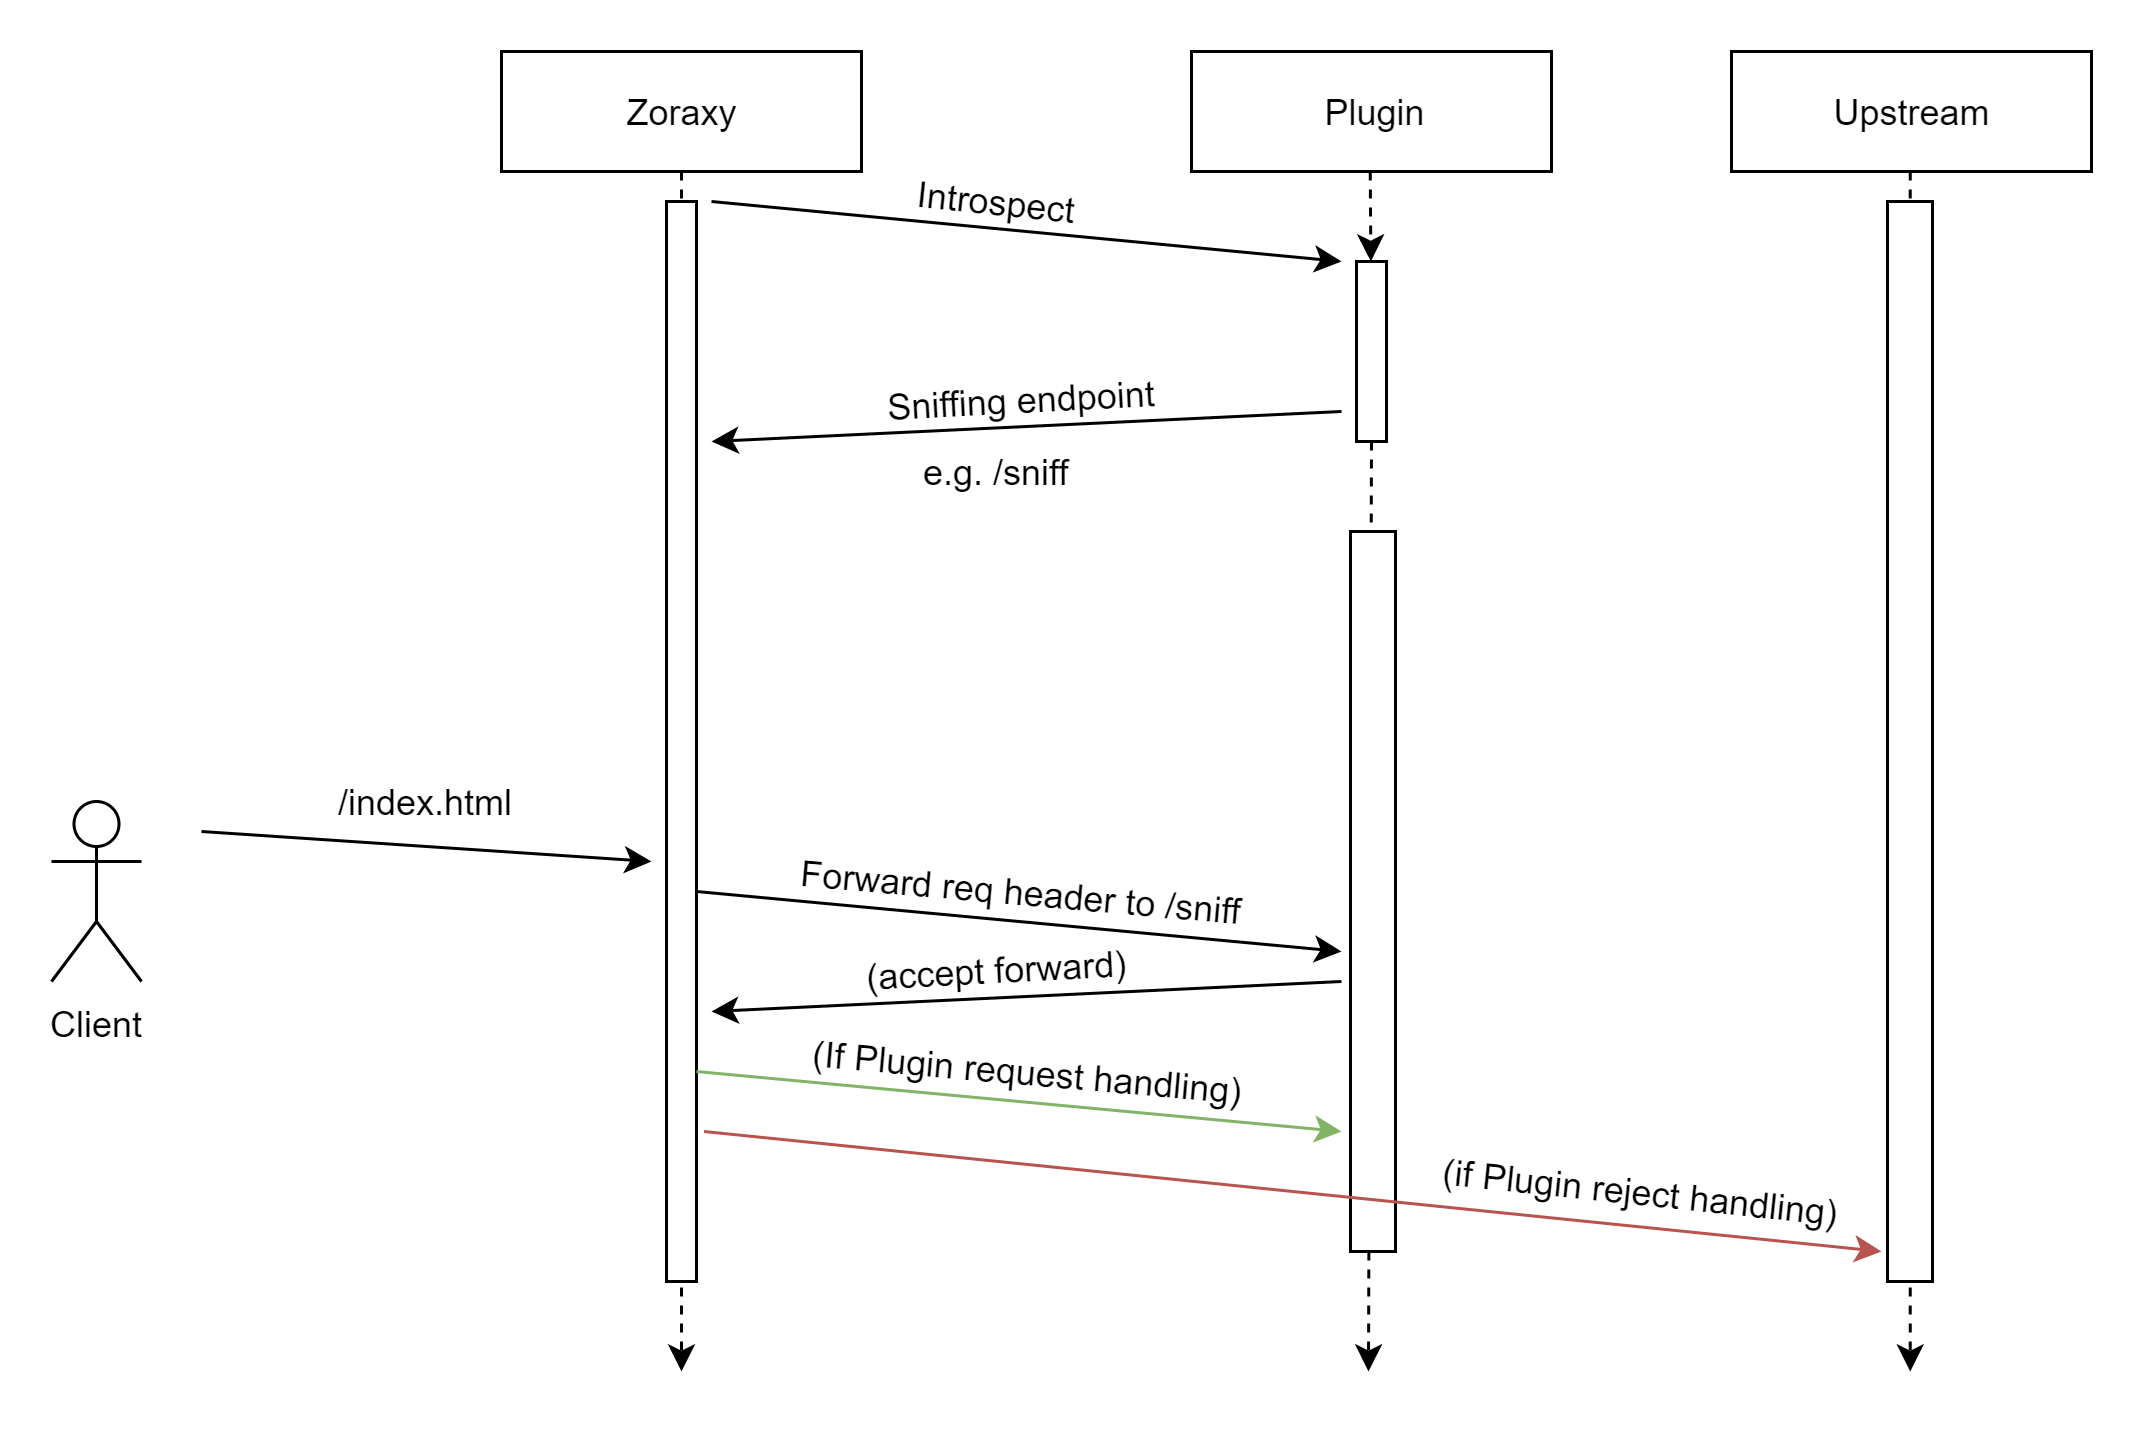 Zoraxy
Plugin
Upstream
Introspect
Sniffing endpoint
e.g. /sniff
/index.html
Forward req header to /sniff
(accept forward)
Client
(If Plugin request handling)
(if Plugin reject handling)